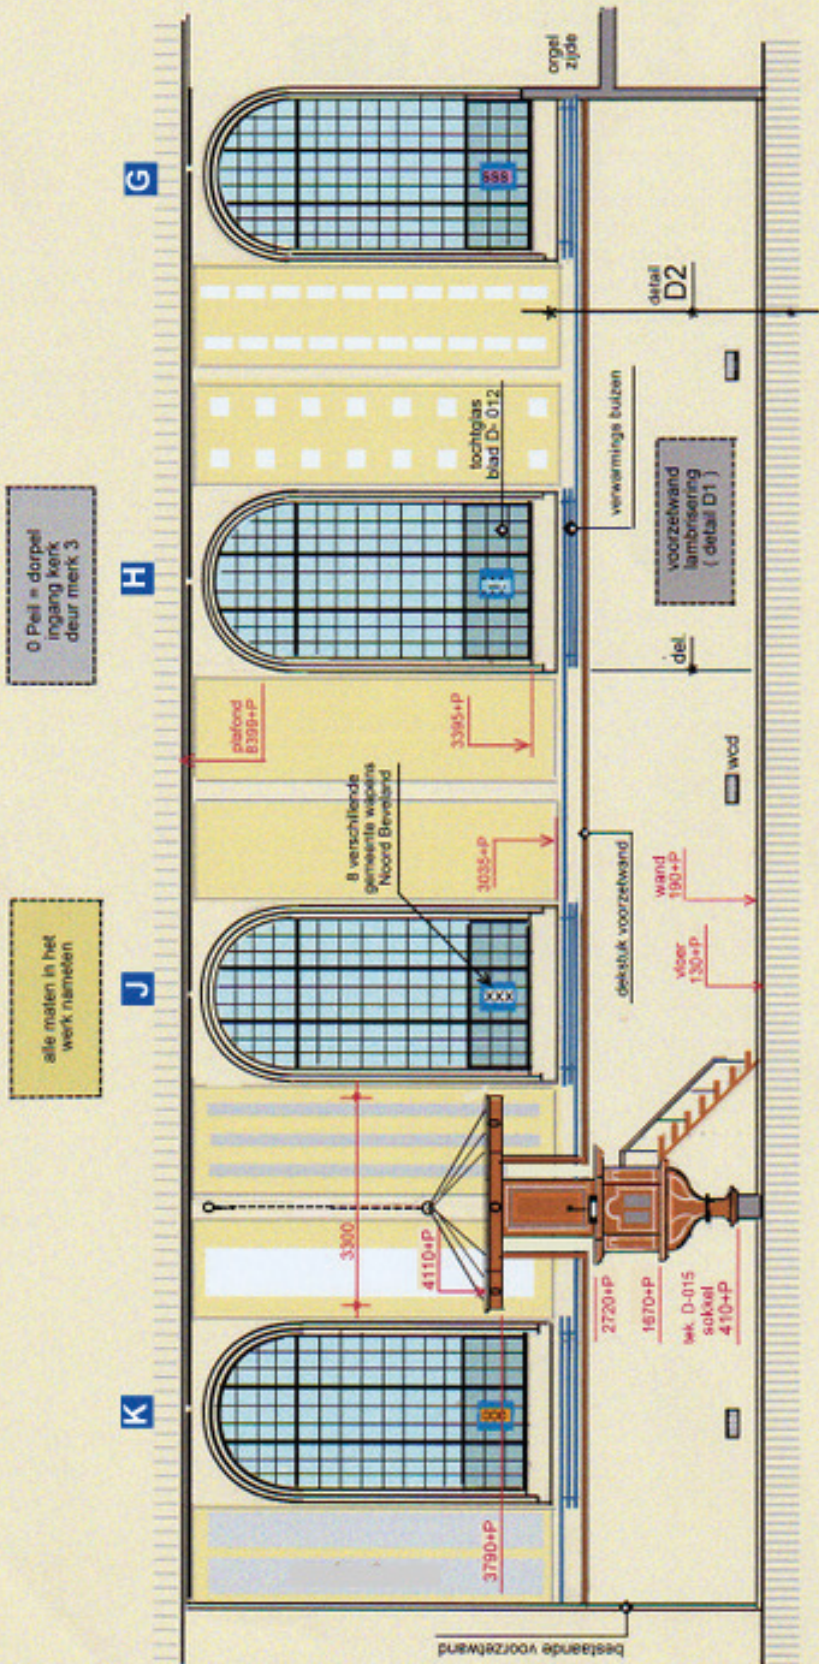 0 Peil = dorpel
ingang kerk
deur merk 3
alle maten in het
werk nameten
K
J
H
G
orgel
zijde
plafond
8399+P
3395+P
tochtglas
blad D- 012
8 verschillende
gemeente wapens
Noord Beveland
3035+P
3300
4110+P
3790+P
detail
D2
verwarmings buizen
voorzetwand
lambrisering
( detail D1 )
del.
wcd
dekstuk voorzetwand
wand
190+P
vloer
130+P
2720+P
1670+P
tek. D-015
sokkel
410+P
bestaande voorzetwand
XXX